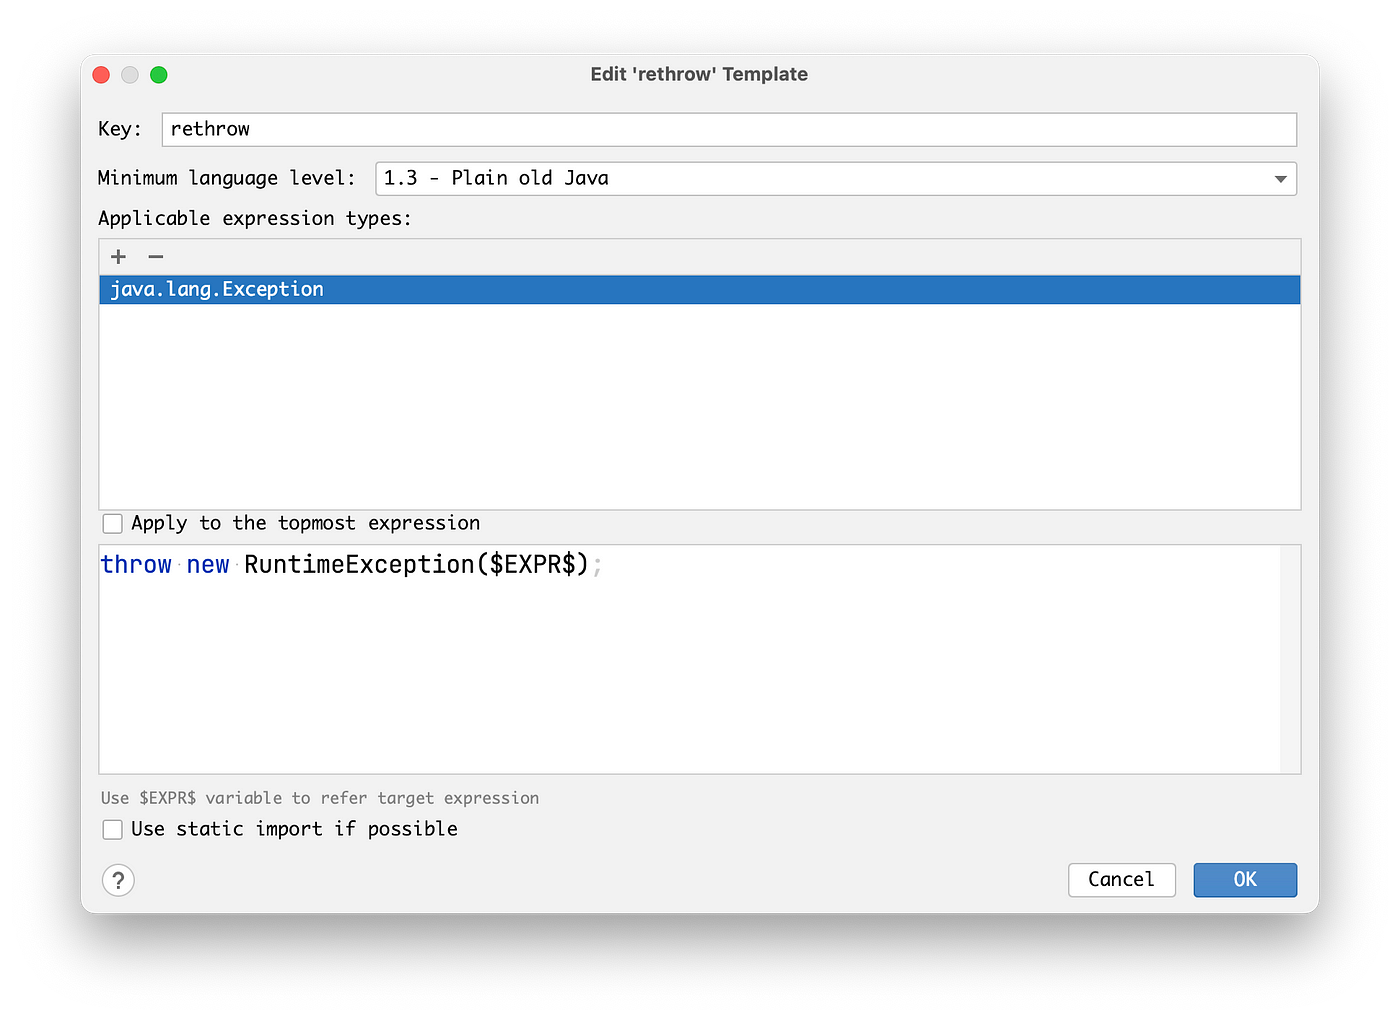 Edit 'rethrow' Template
Key: rethrow
Minimum language level: 1.3 - Plain old Java
Applicable expression types:
java.lang.Exception
Apply to the topmost expression
throw new RuntimeException($EXPR$);
Use $EXPR$ variable to refer target expression
Use static import if possible
? Cancel OK